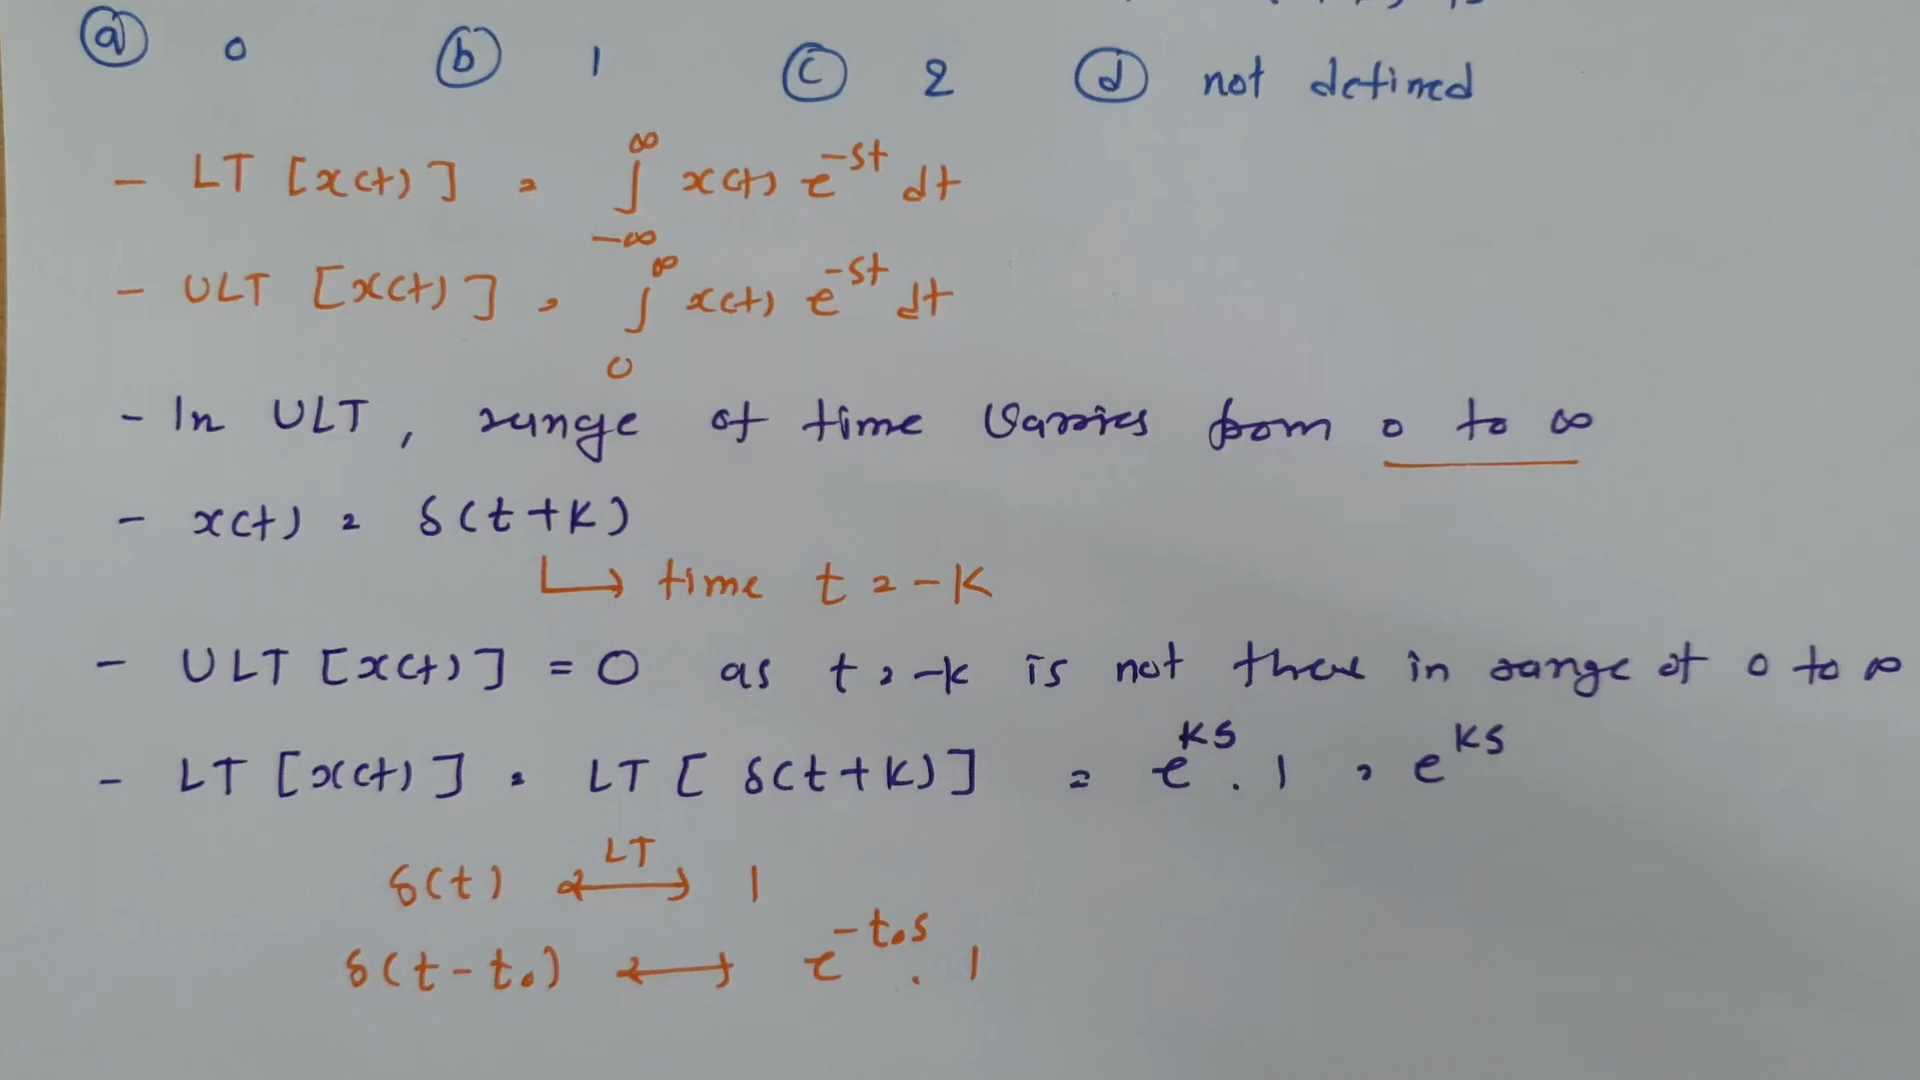 ⓐ 0 ⓑ 1 ⓒ 2 ⓓ not defined
- LT [x(t)] = ∫_{-∞}^{∞} x(t) e^{-st} dt
- ULT [x(t)] = ∫_{0}^{∞} x(t) e^{-st} dt
- In ULT, range of time varries from 0 to ∞
- x(t) = δ(t+k)
↳ time t = -k
- ULT [x(t)] = 0 as t = -k is not there in range of 0 to ∞
- LT [x(t)] = LT [δ(t+k)] = e^{ks} . 1 = e^{ks}
δ(t) ⟷^{LT} 1
δ(t-t₀) ⟷ e^{-t₀s} . 1